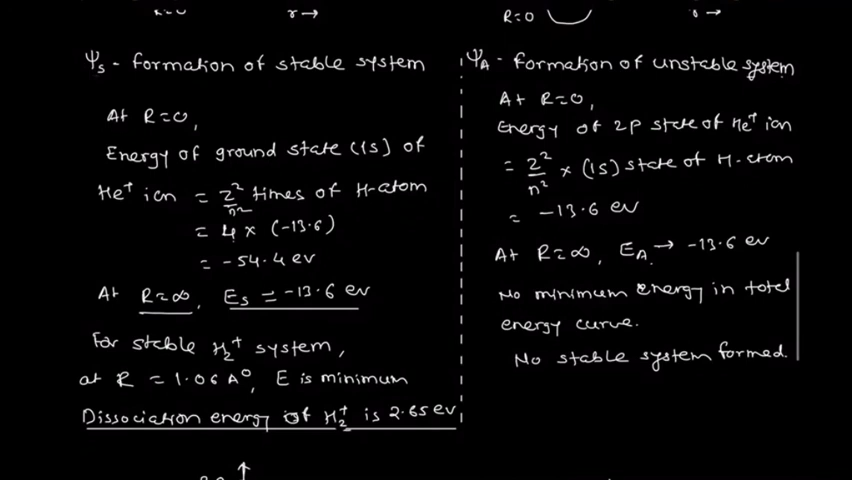 R=0
r→
R=0
r→
Ψs - formation of stable system
At R=0,
Energy of ground state (1s) of
He⁺ ion = Z²/n² times of H-atom
= 4 × (-13.6)
= -54.4 ev
At R=∞, Es = -13.6 ev
For stable H₂⁺ system,
at R = 1.06 A⁰, E is minimum
Dissociation energy of H₂⁺ is 2.65 ev
ΨA - Formation of unstable system
At R=0,
Energy of 2P state of He⁺ ion
= Z²/n² × (1s) state of H-atom
= -13.6 ev
At R=∞, EA → -13.6 ev
No minimum energy in total
energy curve.
No stable system formed.